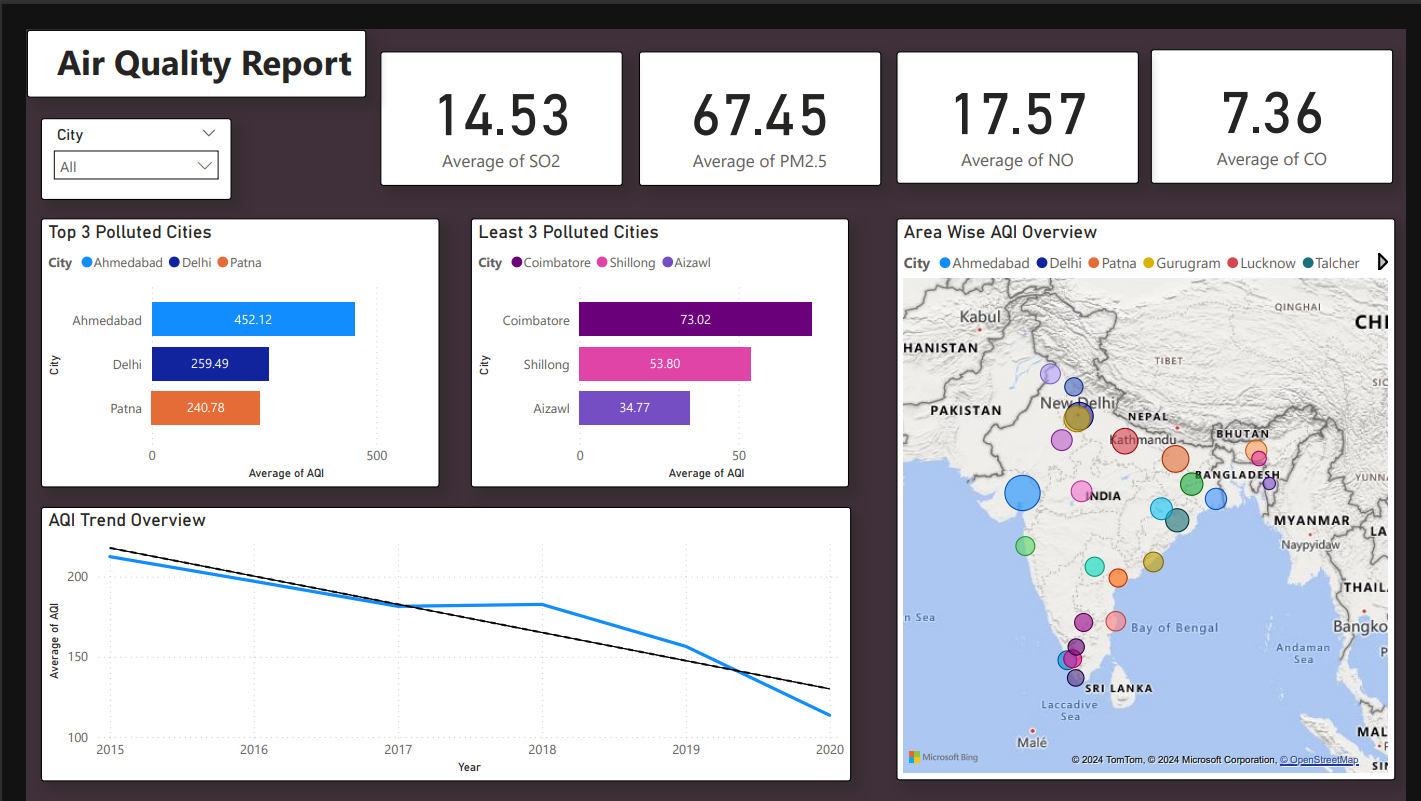 Air Quality Report
City
All
14.53
Average of SO2
67.45
Average of PM2.5
17.57
Average of NO
7.36
Average of CO
Top 3 Polluted Cities
City Ahmedabad Delhi Patna
City
Ahmedabad 452.12
Delhi 259.49
Patna 240.78
0 500
Average of AQI
Least 3 Polluted Cities
City Coimbatore Shillong Aizawl
City
Coimbatore 73.02
Shillong 53.80
Aizawl 34.77
0 50
Average of AQI
Area Wise AQI Overview
City Ahmedabad Delhi Patna Gurugram Lucknow Talcher
QINGHAI
Kabul
CHI
HANISTAN
TIBET
SIC
New Delhi
PAKISTAN
NEPAL
Kathmandu
BHUTAN
BANGLADESH
YUNN
INDIA
MYANMAR
LA
Naypyidaw
THAIL
n Sea
Bay of Bengal
Bangko
Andaman
Sea
P
SRI LANKA
Laccadive
Sea
Malé
MAL
Microsoft Bing
© 2024 TomTom, © 2024 Microsoft Corporation, © OpenStreetMap
SIN
AQI Trend Overview
Average of AQI
200
150
100
2015 2016 2017 2018 2019 2020
Year